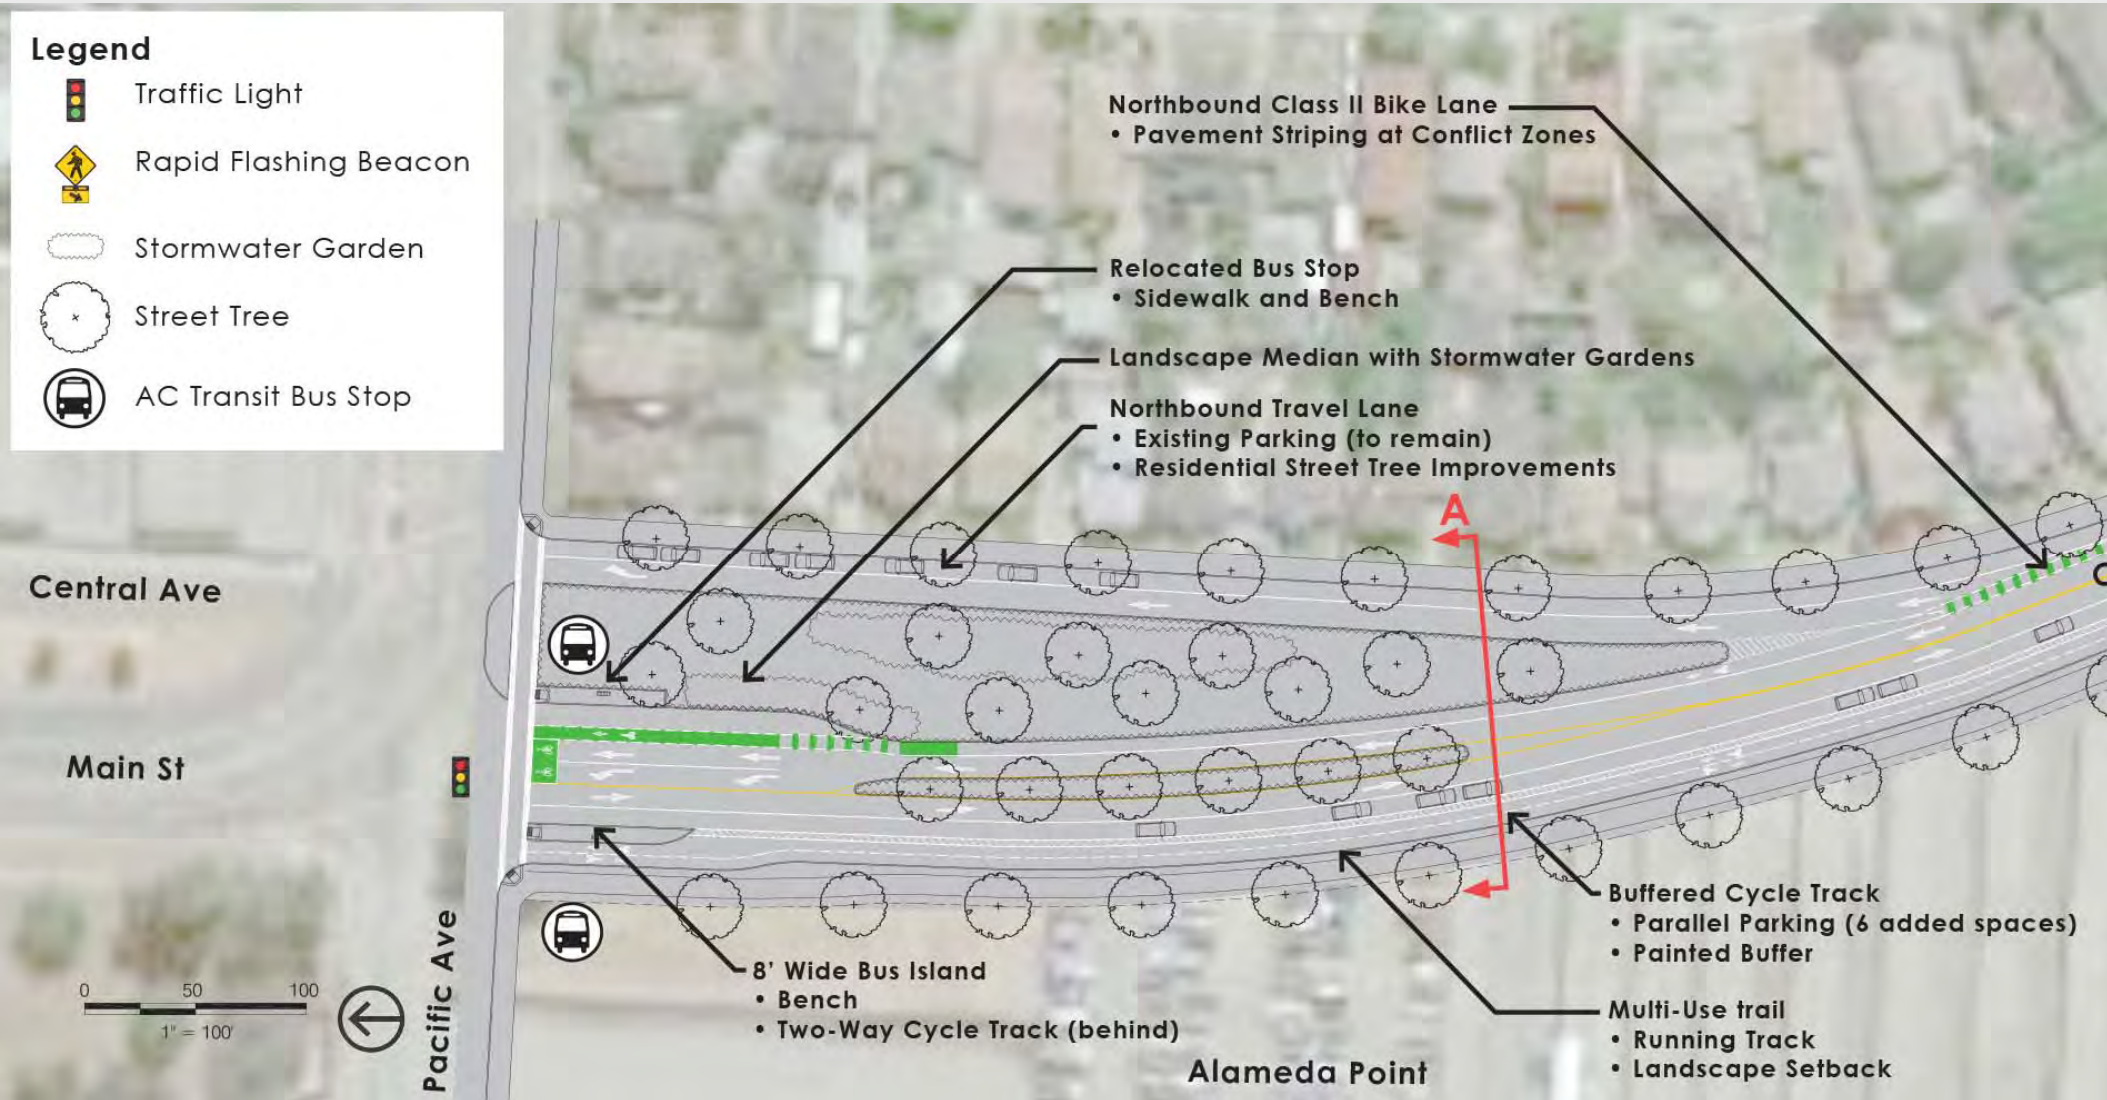 Legend
Traffic Light
Rapid Flashing Beacon
Stormwater Garden
Street Tree
AC Transit Bus Stop
Northbound Class II Bike Lane
• Pavement Striping at Conflict Zones
Relocated Bus Stop
• Sidewalk and Bench
Landscape Median with Stormwater Gardens
Northbound Travel Lane
• Existing Parking (to remain)
• Residential Street Tree Improvements
A
Central Ave
Main St
Pacific Ave
0 50 100
1" = 100'
8' Wide Bus Island
• Bench
• Two-Way Cycle Track (behind)
Buffered Cycle Track
• Parallel Parking (6 added spaces)
• Painted Buffer
Multi-Use trail
• Running Track
• Landscape Setback
Alameda Point